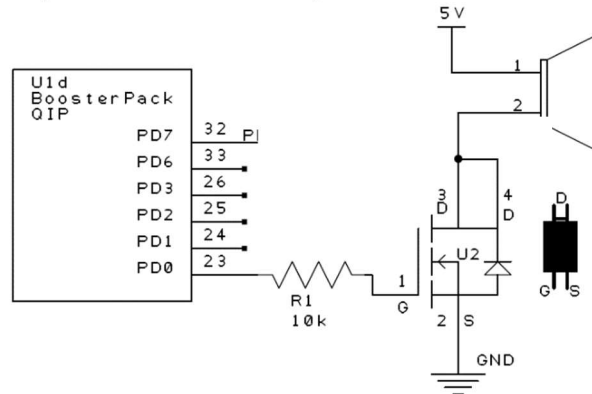 5V
U1d
BoosterPack
QIP
PD7 32
PD6 33
PD3 26
PD2 25
PD1 24
PD0 23
R1
10k
1
2
3 4
D D
U2
1
G
2 S
GND
D
G S